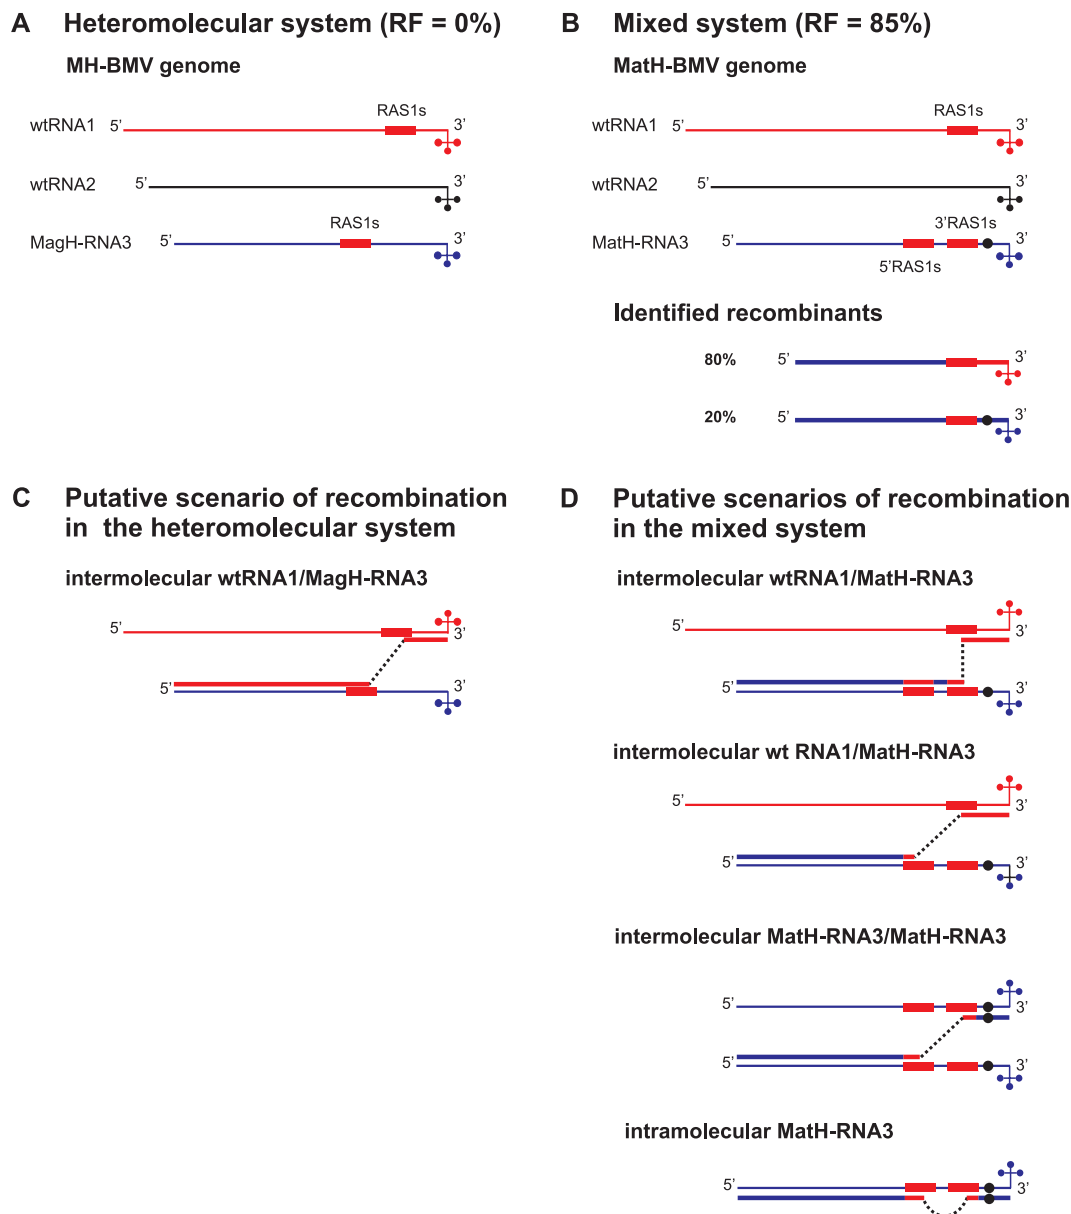 A Heteromolecular system (RF = 0%)
MH-BMV genome
RAS1s
wtRNA1 5’ 3’
wtRNA2 5’ 3’
RAS1s
MagH-RNA3 5’ 3’
B Mixed system (RF = 85%)
MatH-BMV genome
RAS1s
wtRNA1 5’ 3’
wtRNA2 5’ 3’
3’RAS1s
MatH-RNA3 5’ 3’
5’RAS1s
Identified recombinants
80% 5’ 3’
20% 5’ 3’
C Putative scenario of recombination
in the heteromolecular system
intermolecular wtRNA1/MagH-RNA3
5’ 3’
5’ 3’
D Putative scenarios of recombination
in the mixed system
intermolecular wtRNA1/MatH-RNA3
5’ 3’
5’ 3’
intermolecular wt RNA1/MatH-RNA3
5’ 3’
5’ 3’
intermolecular MatH-RNA3/MatH-RNA3
5’ 3’
5’ 3’
intramolecular MatH-RNA3
5’ 3’